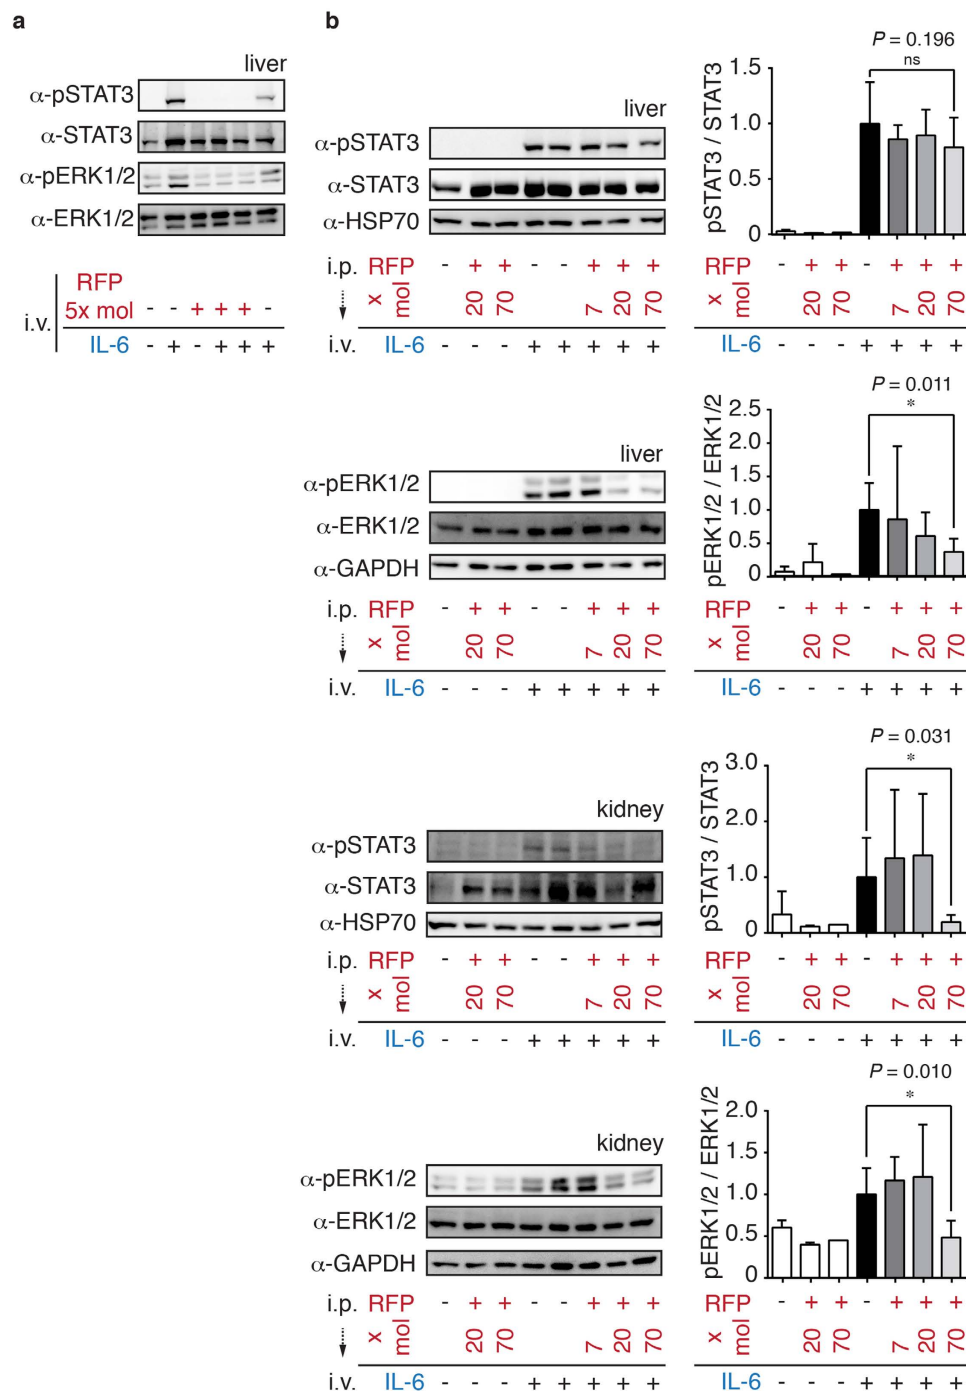 a
liver
α-pSTAT3
α-STAT3
α-pERK1/2
α-ERK1/2
RFP
5x mol - - + + + -
i.v.
IL-6 - + - + + +
b
liver
α-pSTAT3
α-STAT3
α-HSP70
i.p. RFP - + + - - + + +
x mol 20 70 7 20 70
i.v. IL-6 - - - + + + + +
P = 0.196
ns
pSTAT3 / STAT3
1.5
1.0
0.5
0
RFP - + + - + + +
x mol 20 70 7 20 70
IL-6 - - - + + + +
liver
α-pERK1/2
α-ERK1/2
α-GAPDH
i.p. RFP - + + - - + + +
x mol 20 70 7 20 70
i.v. IL-6 - - - + + + + +
P = 0.011
*
pERK1/2 / ERK1/2
2.5
2.0
1.5
1.0
0.5
0
RFP - + + - + + +
x mol 20 70 7 20 70
IL-6 - - - + + + +
kidney
α-pSTAT3
α-STAT3
α-HSP70
i.p. RFP - + + - - + + +
x mol 20 70 7 20 70
i.v. IL-6 - - - + + + + +
P = 0.031
*
pSTAT3 / STAT3
3.0
2.0
1.0
0
RFP - + + - + + +
x mol 20 70 7 20 70
IL-6 - - - + + + +
kidney
α-pERK1/2
α-ERK1/2
α-GAPDH
i.p. RFP - + + - - + + +
x mol 20 70 7 20 70
i.v. IL-6 - - - + + + + +
P = 0.010
*
pERK1/2 / ERK1/2
2.0
1.5
1.0
0.5
0
RFP - + + - + + +
x mol 20 70 7 20 70
IL-6 - - - + + + +